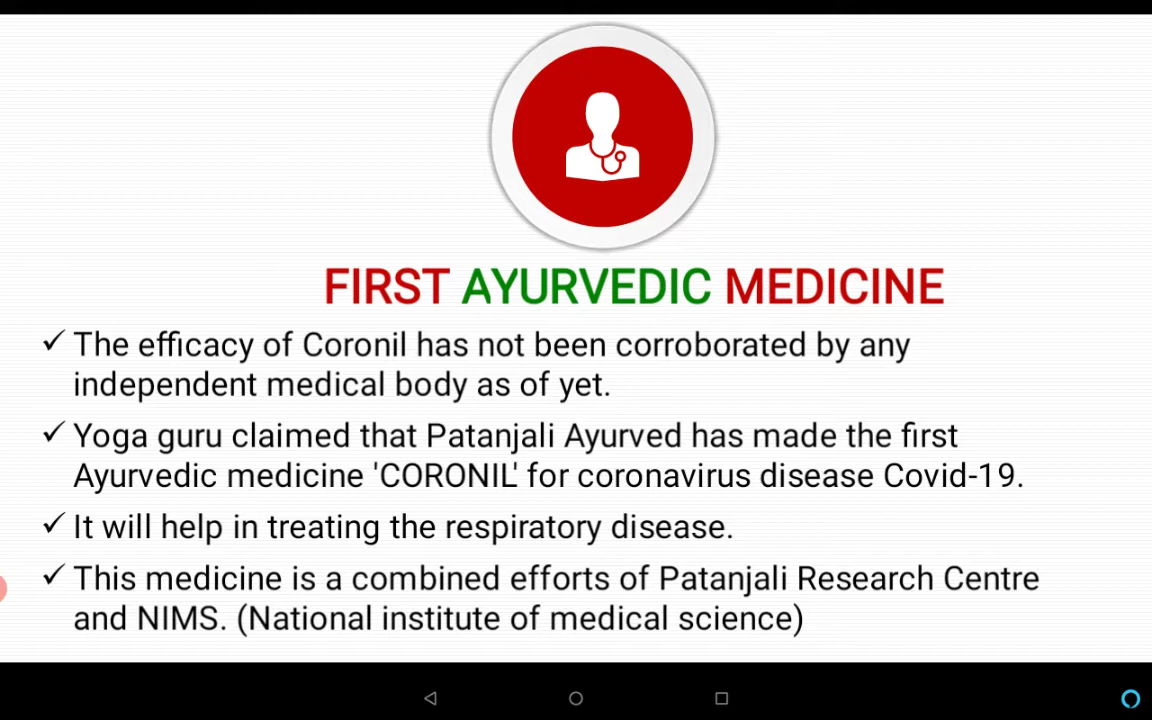 FIRST AYURVEDIC MEDICINE
✓ The efficacy of Coronil has not been corroborated by any
independent medical body as of yet.
✓ Yoga guru claimed that Patanjali Ayurved has made the first
Ayurvedic medicine 'CORONIL' for coronavirus disease Covid-19.
✓ It will help in treating the respiratory disease.
✓ This medicine is a combined efforts of Patanjali Research Centre
and NIMS. (National institute of medical science)